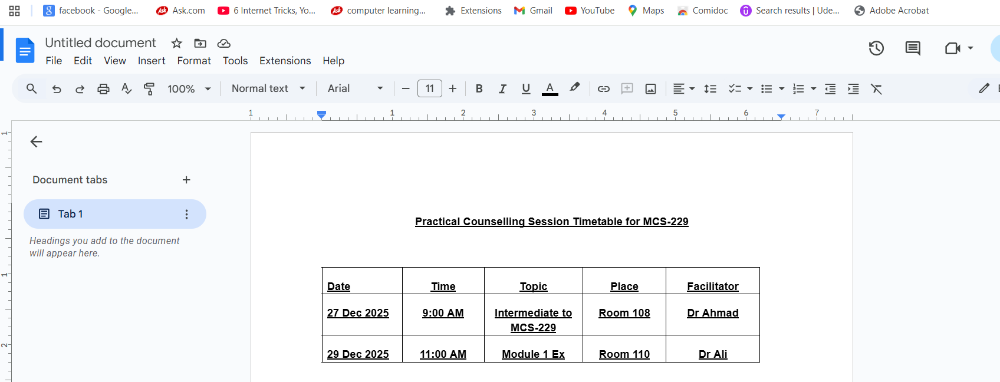 facebook - Google... Ask.com 6 Internet Tricks, Yo... computer learning... Extensions Gmail YouTube Maps Comidoc Search results | Ude... Adobe Acrobat
Untitled document
File Edit View Insert Format Tools Extensions Help
100% Normal text Arial 11
1 1 2 3 4 5 6 7
Document tabs
Tab 1
Headings you add to the document
will appear here.
Practical Counselling Session Timetable for MCS-229
Date Time Topic Place Facilitator
27 Dec 2025 9:00 AM Intermediate to Room 108 Dr Ahmad
MCS-229
29 Dec 2025 11:00 AM Module 1 Ex Room 110 Dr Ali
1
1
2